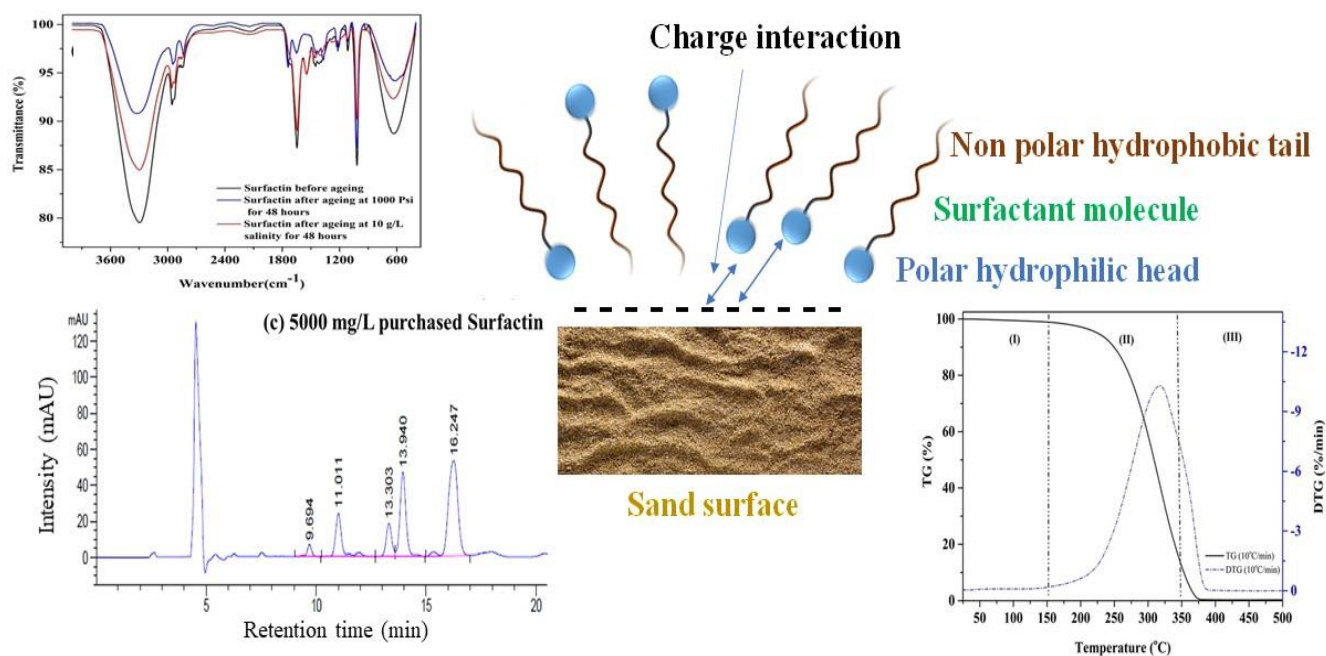 100
95
90
85
80
Transmittance (%)
Surfactin before ageing
Surfactin after ageing at 1000 Psi
for 48 hours
Surfactin after ageing at 10 g/L
salinity for 48 hours
3600 3000 2400 1800 1200 600
Wavenumber(cm⁻¹)
Charge interaction
Non polar hydrophobic tail
Surfactant molecule
Polar hydrophilic head
Sand surface
mAU
(c) 5000 mg/L purchased Surfactin
120
100
80
60
40
20
0
Intensity (mAU)
9.694
11.011
13.303
13.940
16.247
5 10 15 20
Retention time (min)
100
80
60
40
20
0
TG (%)
(I) (II) (III)
-12
-9
-6
-3
0
DTG (%/min)
TG (10°C/min)
DTG (10°C/min)
50 100 150 200 250 300 350 400 450 500
Temperature (°C)